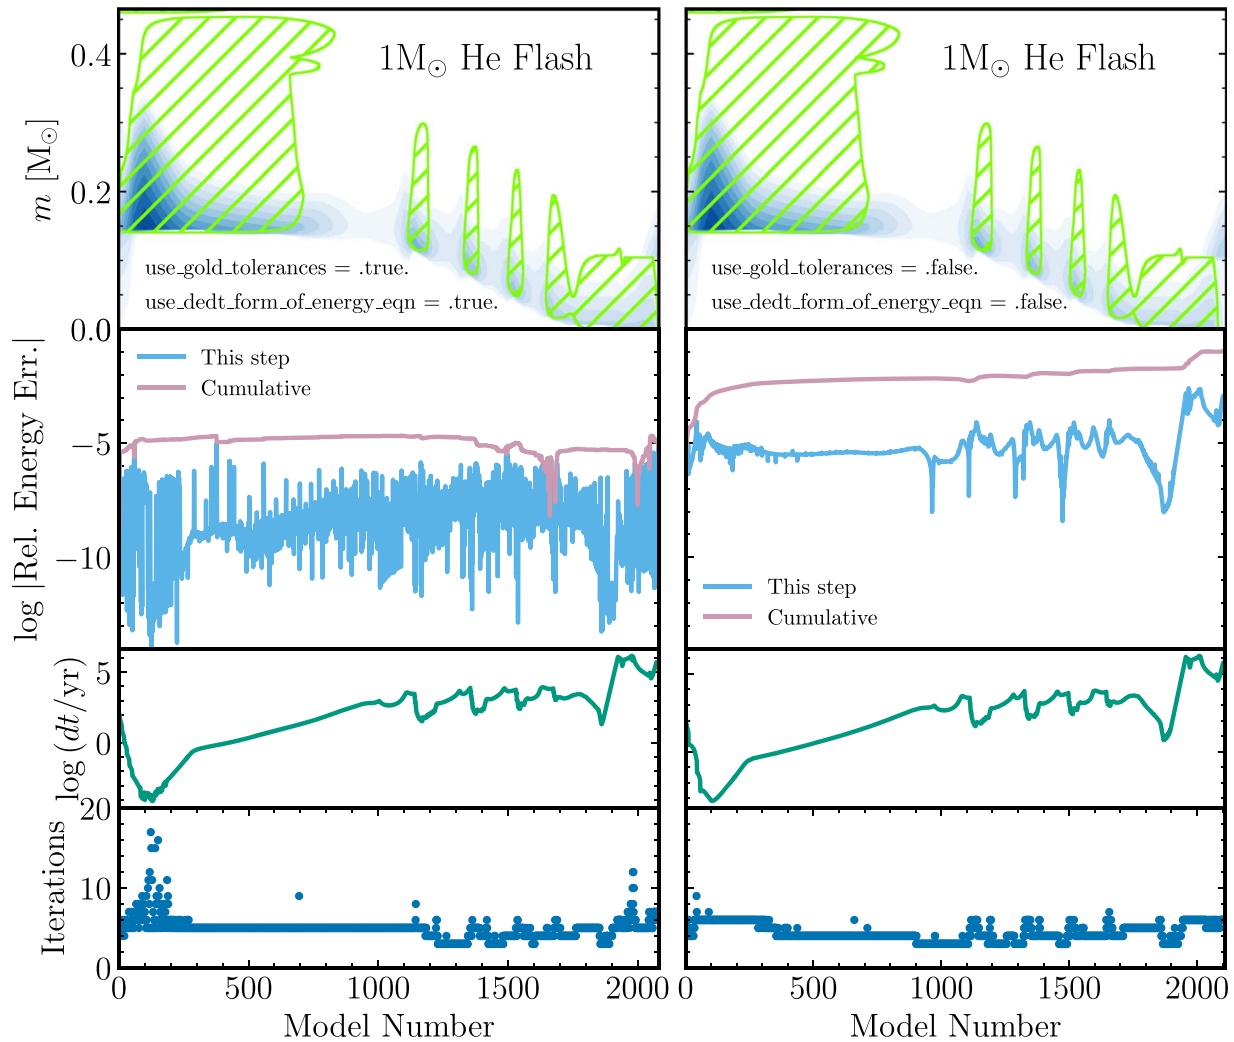 1M⊙ He Flash
1M⊙ He Flash
0.4
0.2
0.0
m [M⊙]
use_gold_tolerances = .true.
use_dedt_form_of_energy_eqn = .true.
use_gold_tolerances = .false.
use_dedt_form_of_energy_eqn = .false.
log |Rel. Energy Err.|
−5
−10
This step
Cumulative
This step
Cumulative
log (dt/yr)
5
0
Iterations
20
10
0
0 500 1000 1500 2000
0 500 1000 1500 2000
Model Number
Model Number